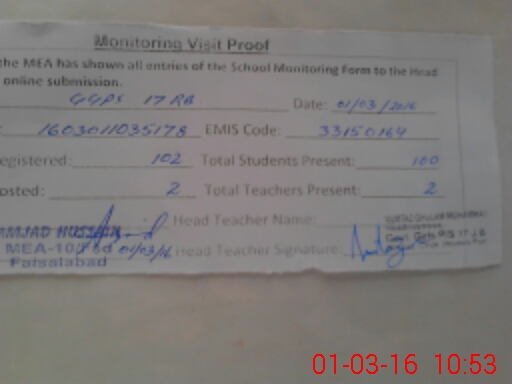 Monitoring Visit Proof
the MEA has shown all entries of the School Monitoring Form to the Head
online submission.
GGPS 17 RB Date: 01/03/2016
1603011035178 EMIS Code: 33150164
egistered: 102 Total Students Present: 100
osted: 2 Total Teachers Present: 2
MJAD HUSSAIN Head Teacher Name:
MEA-10 01/03/16 Head Teacher Signature:
Faisalabad
01-03-16 10:53